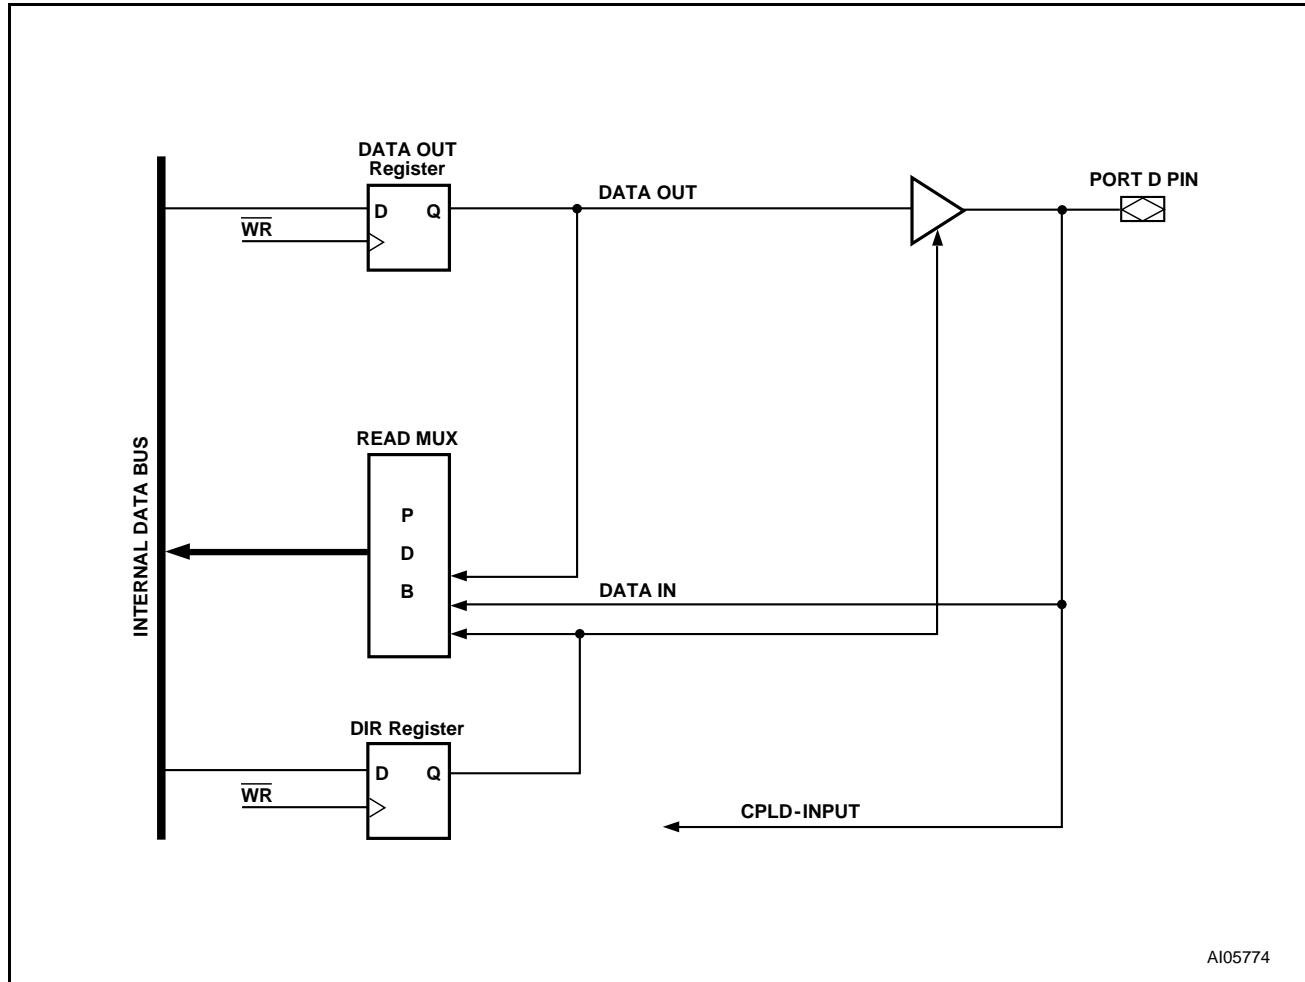 DATA OUT
Register
DATA OUT
PORT D PIN
D Q
WR
READ MUX
P
D
B
INTERNAL DATA BUS
DATA IN
DIR Register
D Q
WR
CPLD-INPUT
AI05774